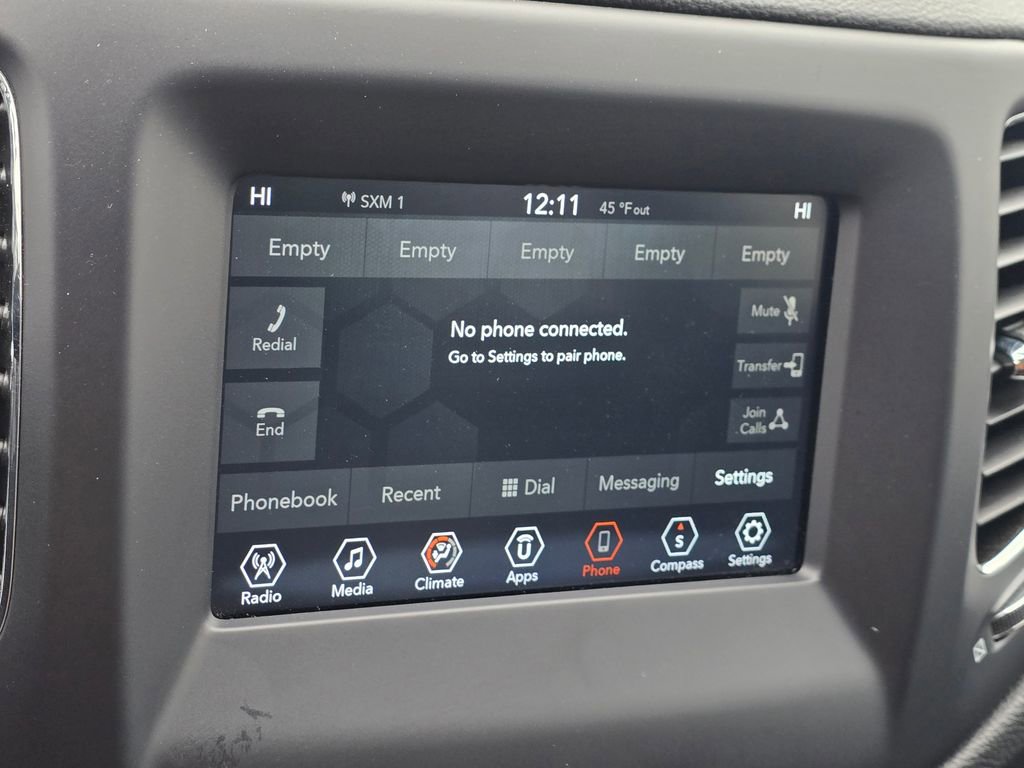 HI SXM 1 12:11 45 °F out HI
Empty Empty Empty Empty Empty
Redial
No phone connected.
Go to Settings to pair phone.
Mute
Transfer
End
Join
Calls
Phonebook Recent Dial Messaging Settings
U S
Radio Media Climate Apps Phone Compass Settings